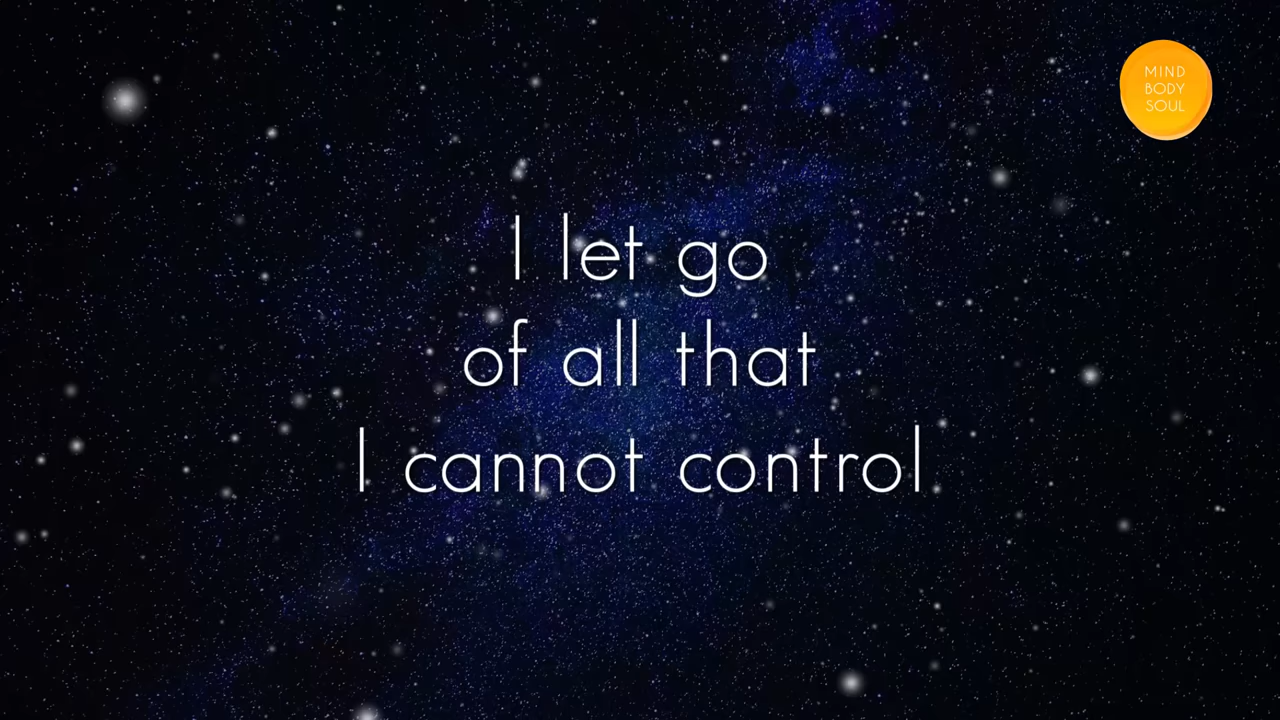 MIND
BODY
SOUL
I let go
of all that
I cannot control